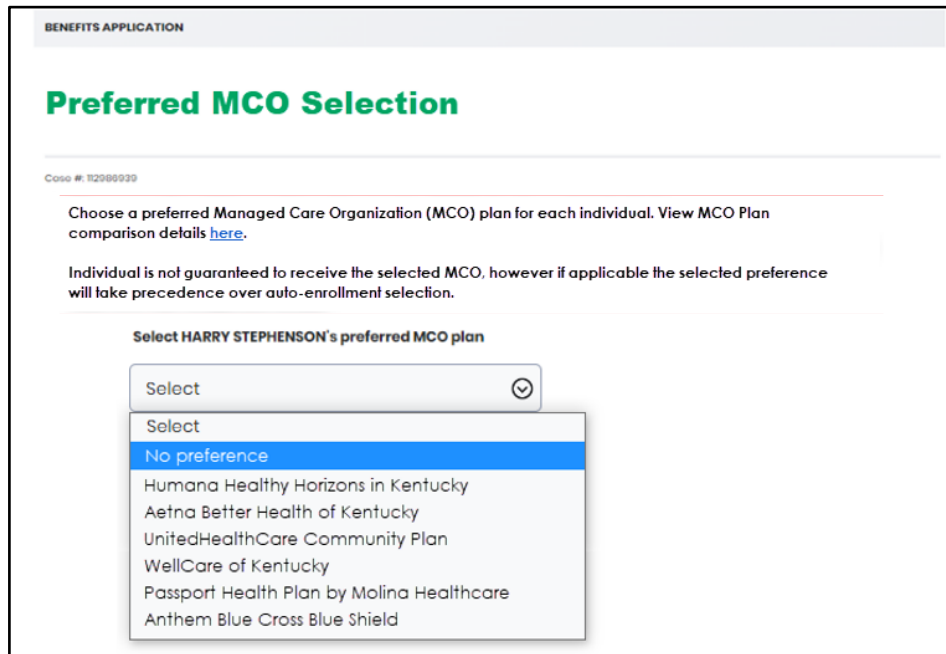 BENEFITS APPLICATION
Preferred MCO Selection
Case #: 112986939
Choose a preferred Managed Care Organization (MCO) plan for each individual. View MCO Plan
comparison details here.
Individual is not guaranteed to receive the selected MCO, however if applicable the selected preference
will take precedence over auto-enrollment selection.
Select HARRY STEPHENSON's preferred MCO plan
Select
Select
No preference
Humana Healthy Horizons in Kentucky
Aetna Better Health of Kentucky
UnitedHealthCare Community Plan
WellCare of Kentucky
Passport Health Plan by Molina Healthcare
Anthem Blue Cross Blue Shield